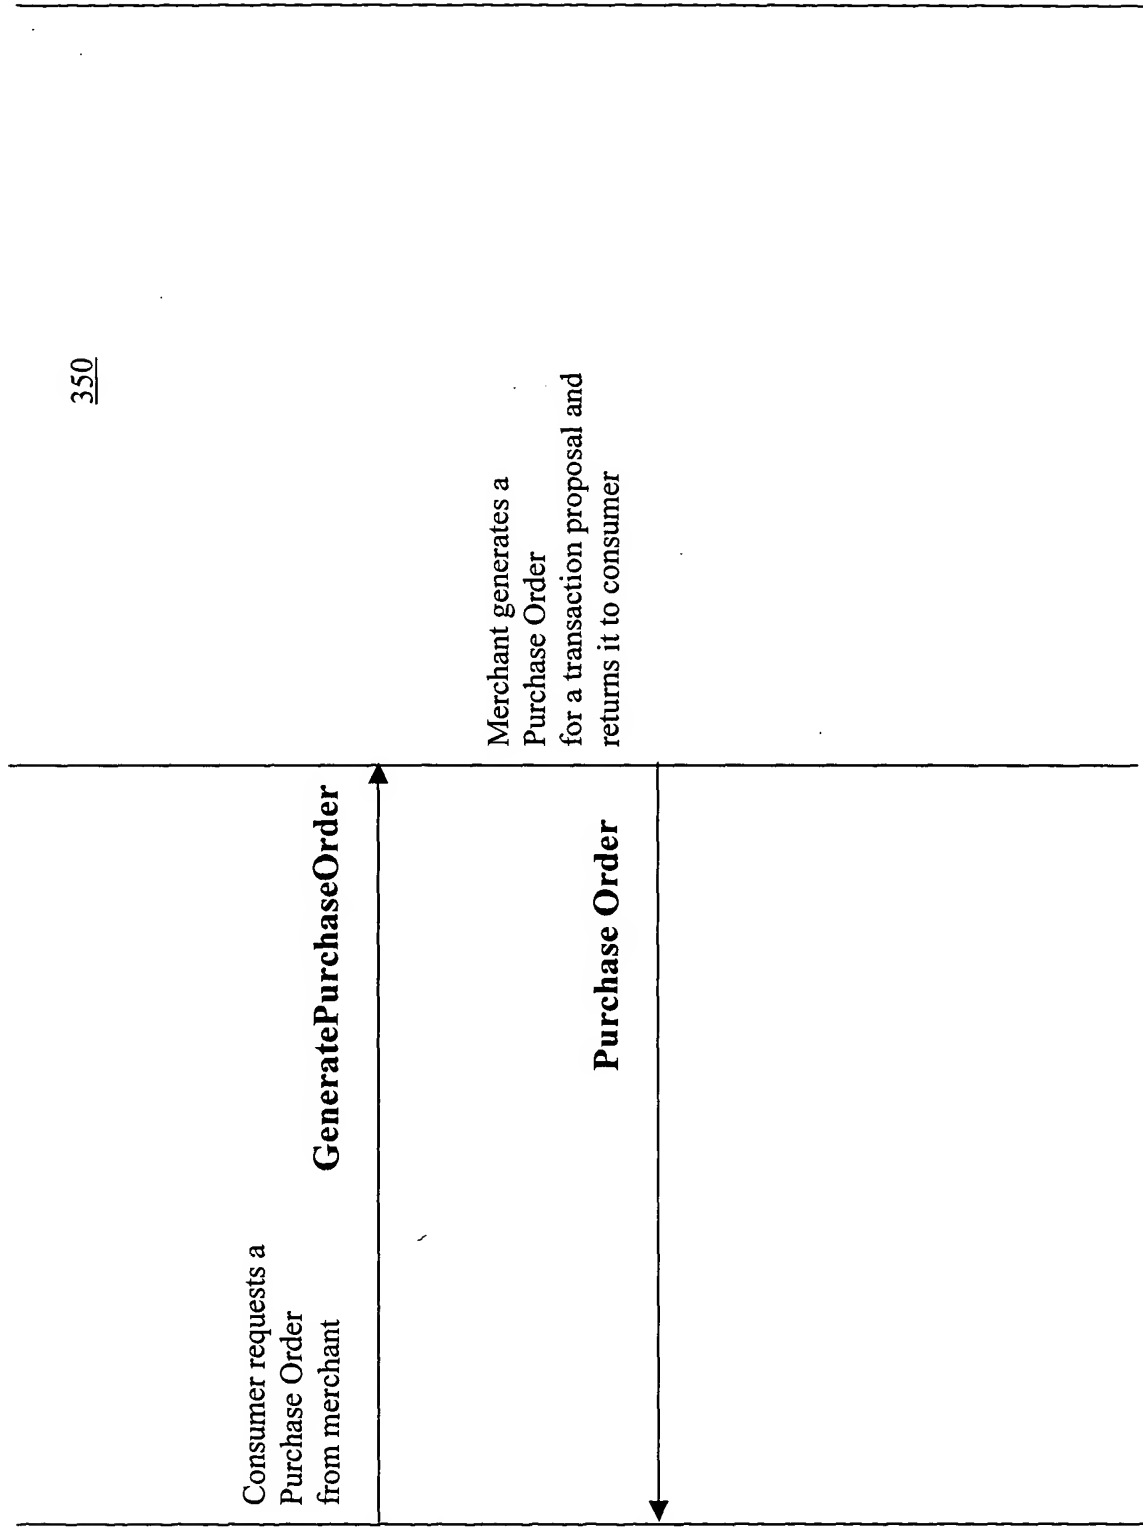 350
Consumer requests a
Purchase Order
from merchant
GeneratePurchaseOrder
Merchant generates a
Purchase Order
for a transaction proposal and
returns it to consumer
Purchase Order